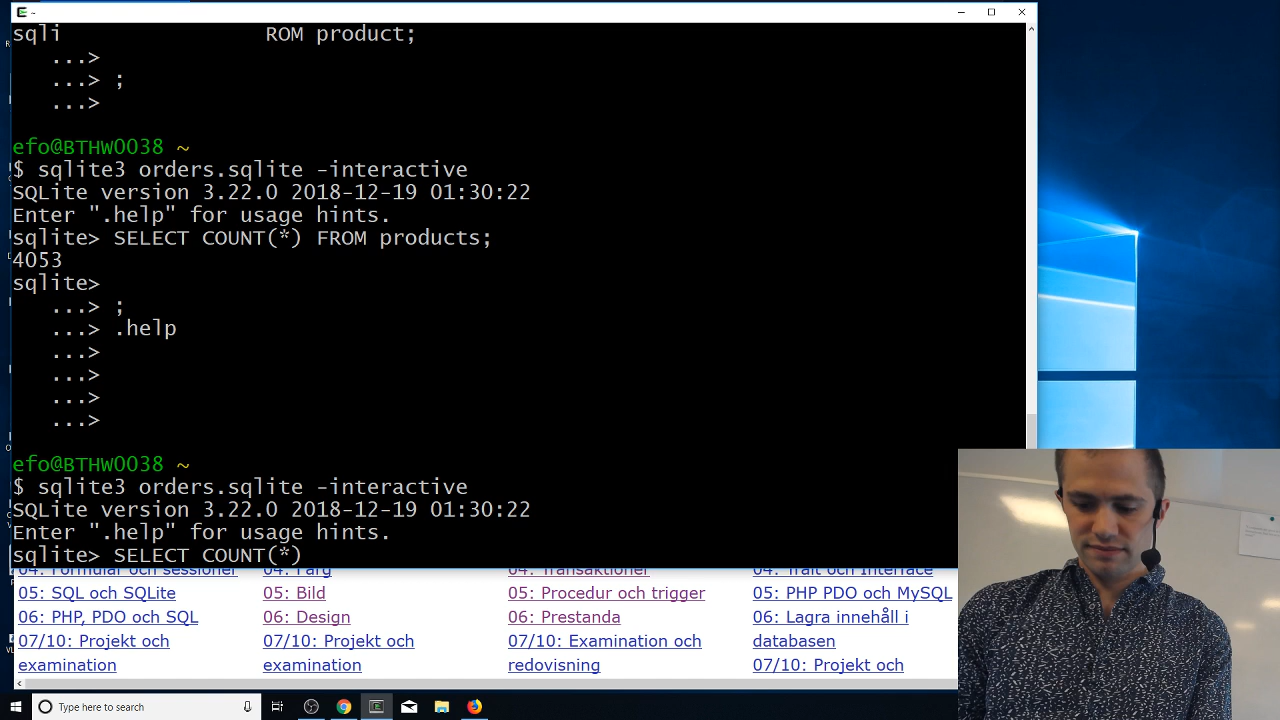 ~
sqli ROM product;
...>
...> ;
...>
efo@BTHW0038 ~
$ sqlite3 orders.sqlite -interactive
SQLite version 3.22.0 2018-12-19 01:30:22
Enter ".help" for usage hints.
sqlite> SELECT COUNT(*) FROM products;
4053
sqlite>
...> ;
...> .help
...>
...>
...>
...>
efo@BTHW0038 ~
$ sqlite3 orders.sqlite -interactive
SQLite version 3.22.0 2018-12-19 01:30:22
Enter ".help" for usage hints.
sqlite> SELECT COUNT(*)
04: Formulär och sessioner 04: Färg 04: Transaktioner 04: Trait och Interface
05: SQL och SQLite 05: Bild 05: Procedur och trigger 05: PHP PDO och MySQL
06: PHP, PDO och SQL 06: Design 06: Prestanda 06: Lagra innehåll i
07/10: Projekt och 07/10: Projekt och 07/10: Examination och databasen
examination examination redovisning 07/10: Projekt och
Type here to search